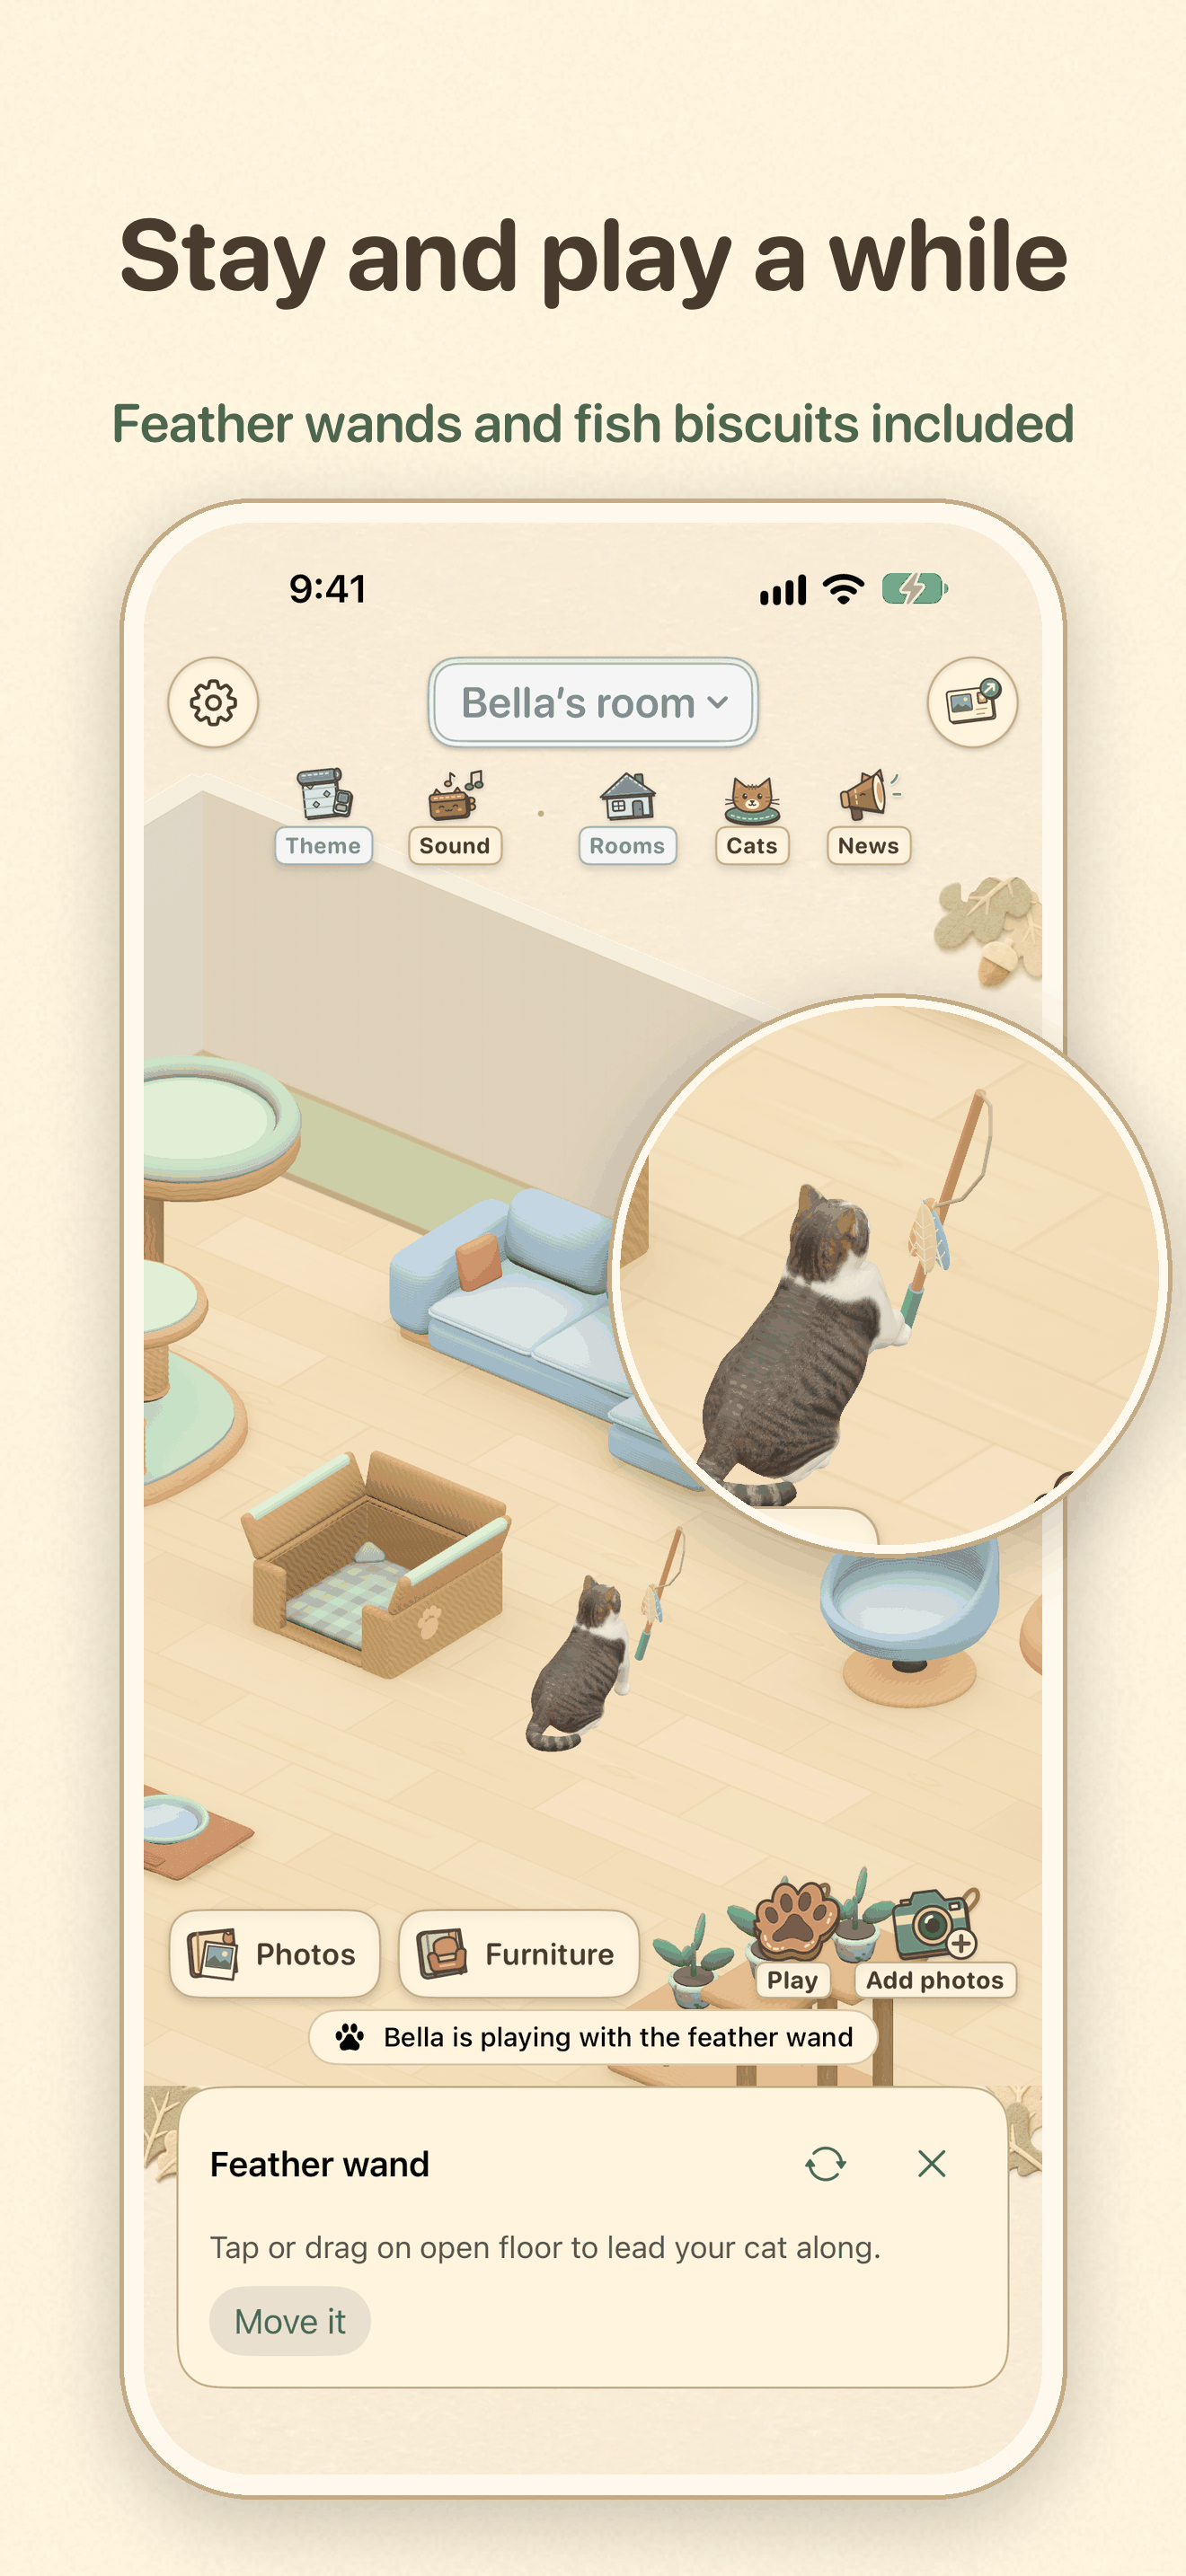 Stay and play a while
Feather wands and fish biscuits included
9:41
Bella's room
Theme
Sound
Rooms
Cats
News
Photos
Furniture
Play
Add photos
Bella is playing with the feather wand
Feather wand
Tap or drag on open floor to lead your cat along.
Move it